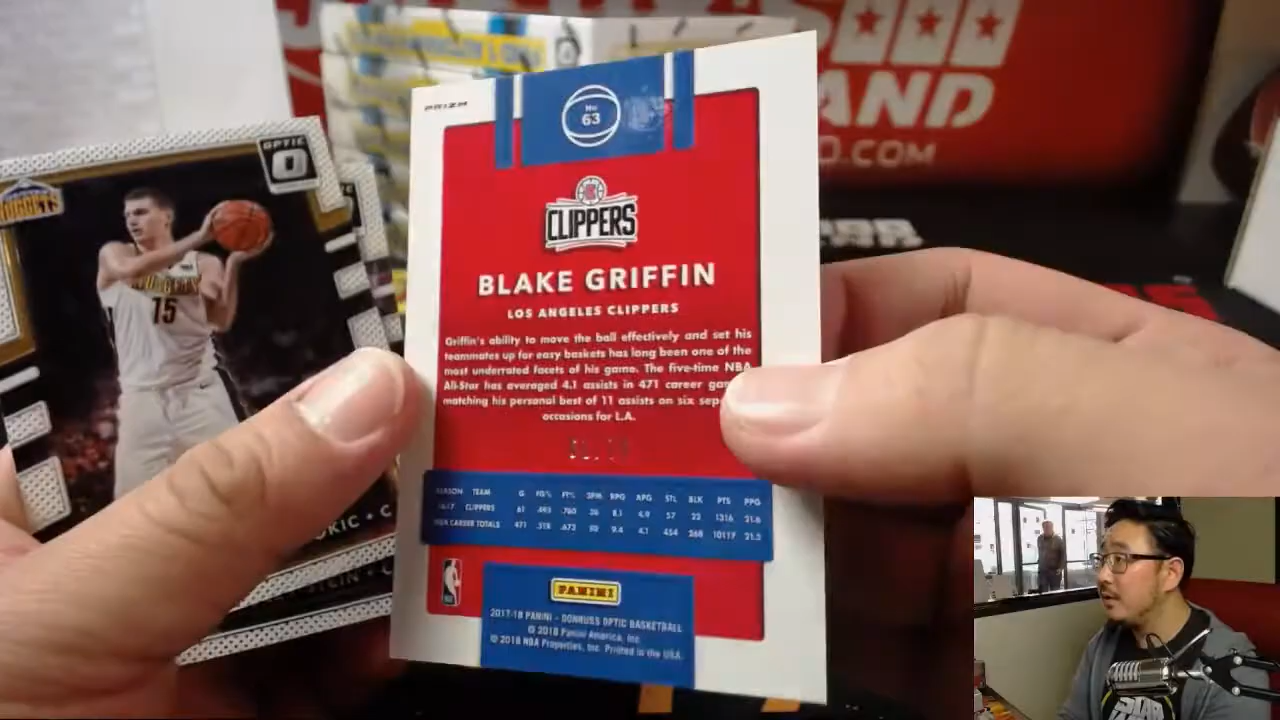 AND
O.COM
OPTIC
NUGGETS
NUGGETS
15
PRIZM
No
63
CLIPPERS
BLAKE GRIFFIN
LOS ANGELES CLIPPERS
Griffin's ability to move the ball effectively and set his
teammates up for easy baskets has long been one of the
most underrated facets of his game. The five-time NBA
All-Star has averaged 4.1 assists in 471 career
matching his personal best of 11 assists on six
occasions for L.A.
SEASON TEAM G FG% FT% 3PM RPG APG STL BLK PTS PPG
CLIPPERS 61 .493 .760 38 8.1 4.9 57 22 1316 21.6
NBA CAREER TOTALS 471 9.4 4.1 454 268 10117 21.5
PANINI
2017-18 PANINI - DONRUSS OPTIC BASKETBALL
© 2018 Panini America, Inc.
© 2018 NBA Properties, Inc. Printed in the USA.